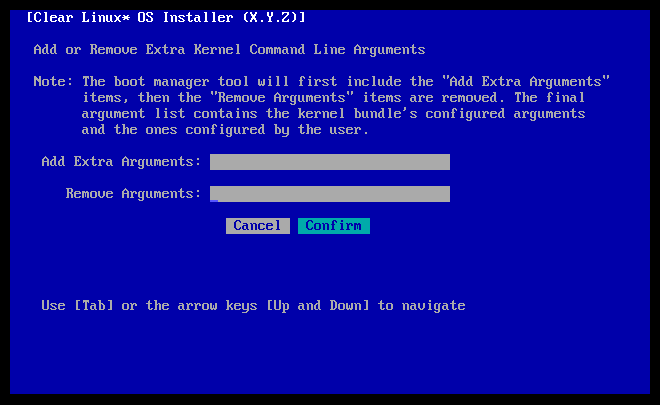 [Clear Linux* OS Installer (X.Y.Z)]
Add or Remove Extra Kernel Command Line Arguments
Note: The boot manager tool will first include the "Add Extra Arguments"
items, then the "Remove Arguments" items are removed. The final
argument list contains the kernel bundle's configured arguments
and the ones configured by the user.
Add Extra Arguments:
Remove Arguments:
Cancel Confirm
Use [Tab] or the arrow keys [Up and Down] to navigate